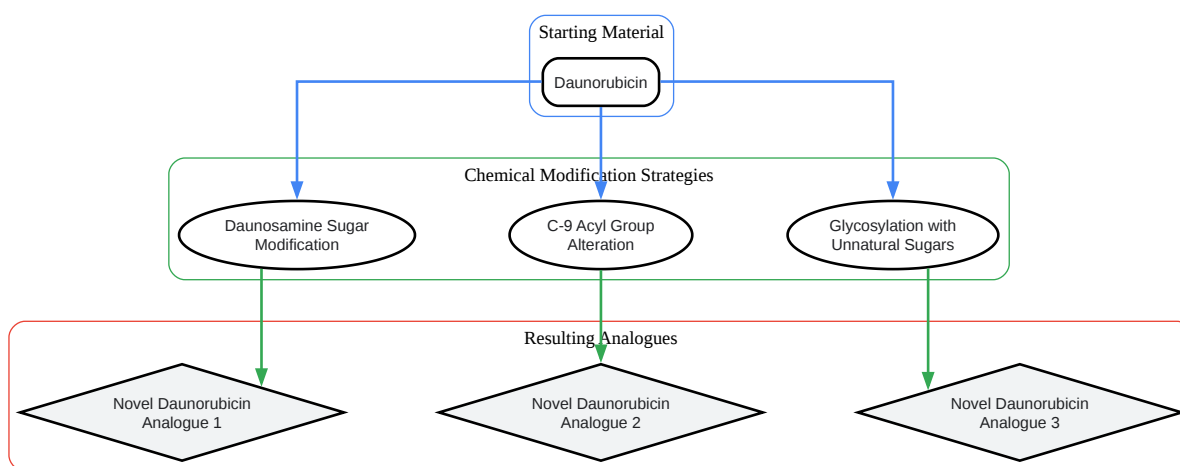 Starting Material
Daunorubicin
Chemical Modification Strategies
Daunosamine Sugar
Modification
C-9 Acyl Group
Alteration
Glycosylation with
Unnatural Sugars
Resulting Analogues
Novel Daunorubicin
Analogue 1
Novel Daunorubicin
Analogue 2
Novel Daunorubicin
Analogue 3